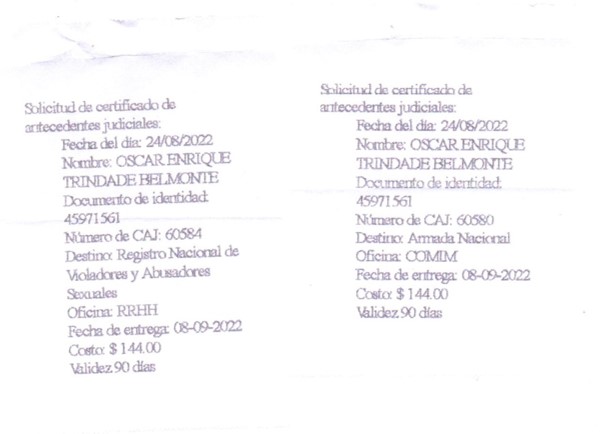 Solicitud de certificado de
antecedentes judiciales:
Fecha del día: 24/08/2022
Nombre: OSCAR ENRIQUE
TRINDADE BELMONTE
Documento de identidad:
45971561
Número de CAJ: 60584
Destino: Registro Nacional de
Violadores y Abusadores
Sexuales
Oficina: RRHH
Fecha de entrega: 08-09-2022
Costo: $ 144.00
Validez 90 días
Solicitud de certificado de
antecedentes judiciales:
Fecha del día: 24/08/2022
Nombre: OSCAR ENRIQUE
TRINDADE BELMONTE
Documento de identidad:
45971561
Número de CAJ: 60580
Destino: Armada Nacional
Oficina: COMIM
Fecha de entrega: 08-09-2022
Costo: $ 144.00
Validez 90 días